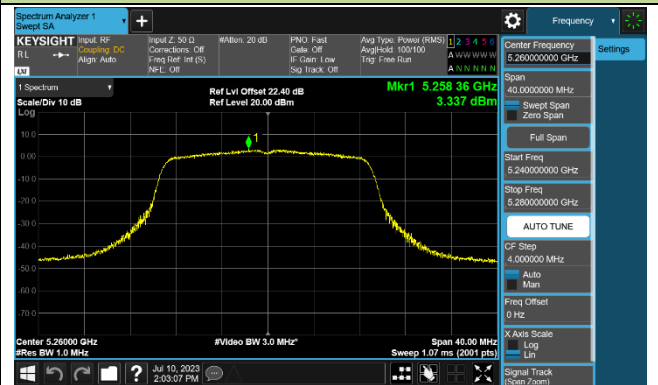 Spectrum Analyzer 1
Swept SA
Frequency
KEYSIGHT
RL
LXI
Input: RF
Coupling: DC
Align: Auto
Input Z: 50 Ω
Corrections: Off
Freq Ref: Int (S)
NFE: Off
#Atten: 20 dB
PNO: Fast
Gate: Off
IF Gain: Low
Sig Track: Off
Avg Type: Power (RMS)
Avg|Hold: 100/100
Trig: Free Run
1 2 3 4 5 6
A W W W W W
A N N N N N
1 Spectrum
Scale/Div 10 dB
Log
Ref Lvl Offset 22.40 dB
Ref Level 20.00 dBm
Mkr1 5.258 36 GHz
3.337 dBm
1
10.0
0.00
-10.0
-20.0
-30.0
-40.0
-50.0
-60.0
-70.0
Center 5.26000 GHz
#Res BW 1.0 MHz
#Video BW 3.0 MHz*
Span 40.00 MHz
Sweep 1.07 ms (2001 pts)
Jul 10, 2023
2:03:07 PM
Center Frequency
5.260000000 GHz
Span
40.0000000 MHz
Swept Span
Zero Span
Full Span
Start Freq
5.240000000 GHz
Stop Freq
5.280000000 GHz
AUTO TUNE
CF Step
4.000000 MHz
Auto
Man
Freq Offset
0 Hz
X Axis Scale
Log
Lin
Signal Track
(Span Zoom)
Settings